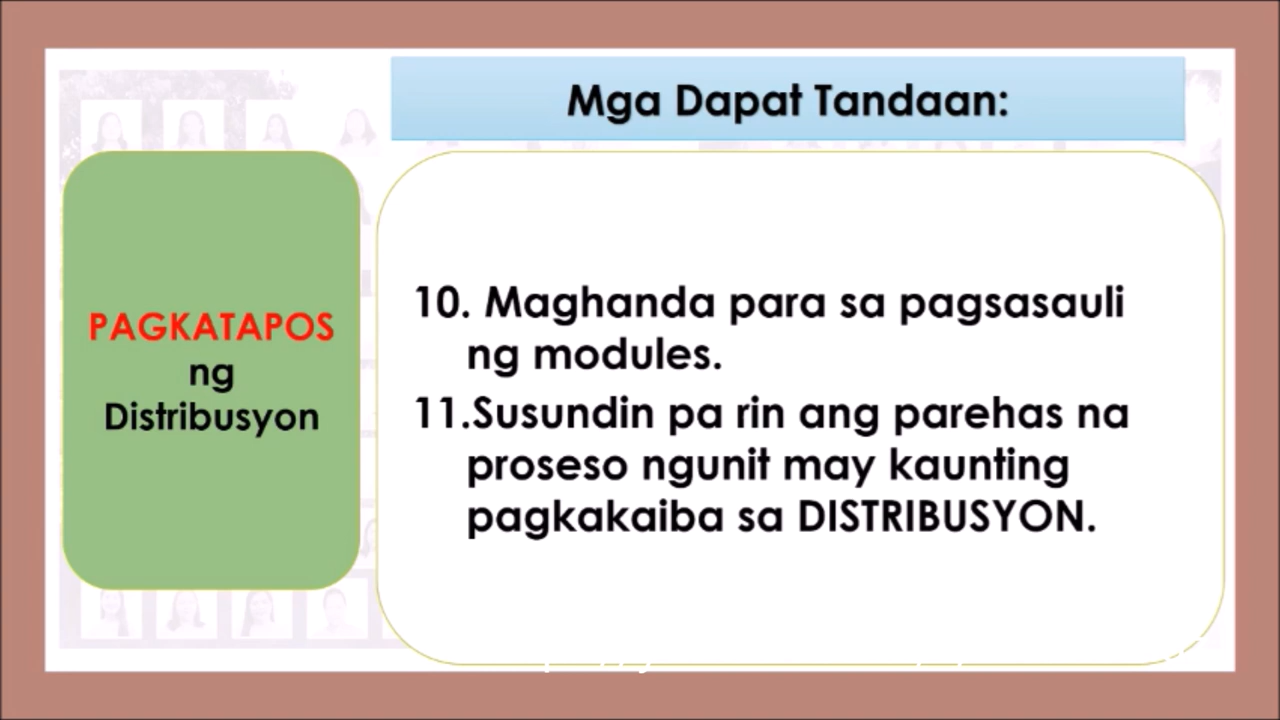 Mga Dapat Tandaan:
PAGKATAPOS
ng
Distribusyon
10. Maghanda para sa pagsasauli
ng modules.
11.Susundin pa rin ang parehas na
proseso ngunit may kaunting
pagkakaiba sa DISTRIBUSYON.